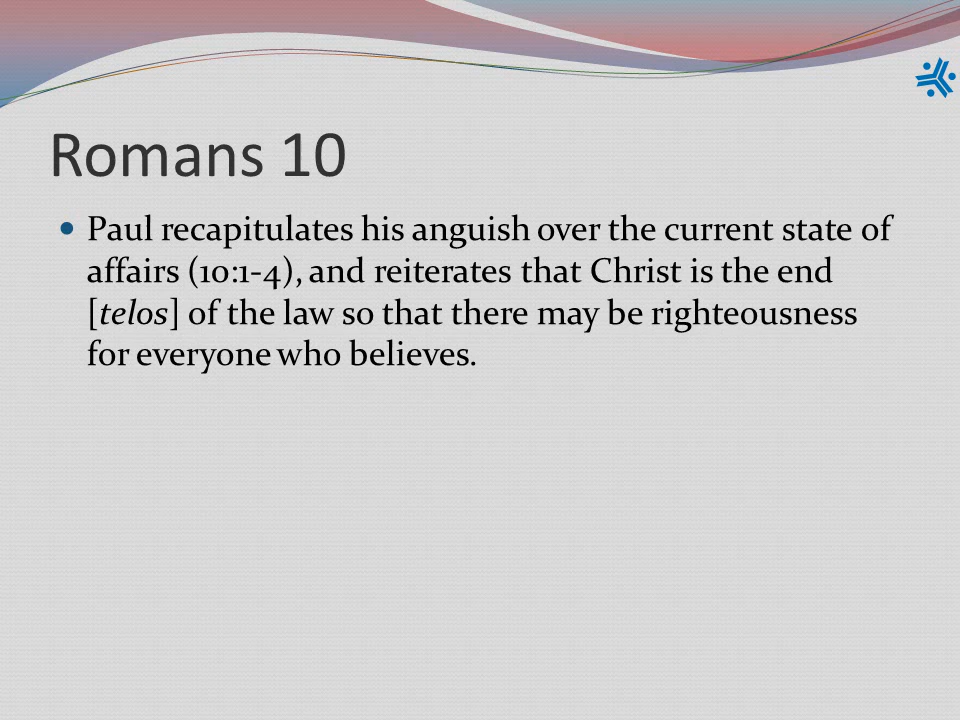 Romans 10
• Paul recapitulates his anguish over the current state of
affairs (10:1-4), and reiterates that Christ is the end
[telos] of the law so that there may be righteousness
for everyone who believes.